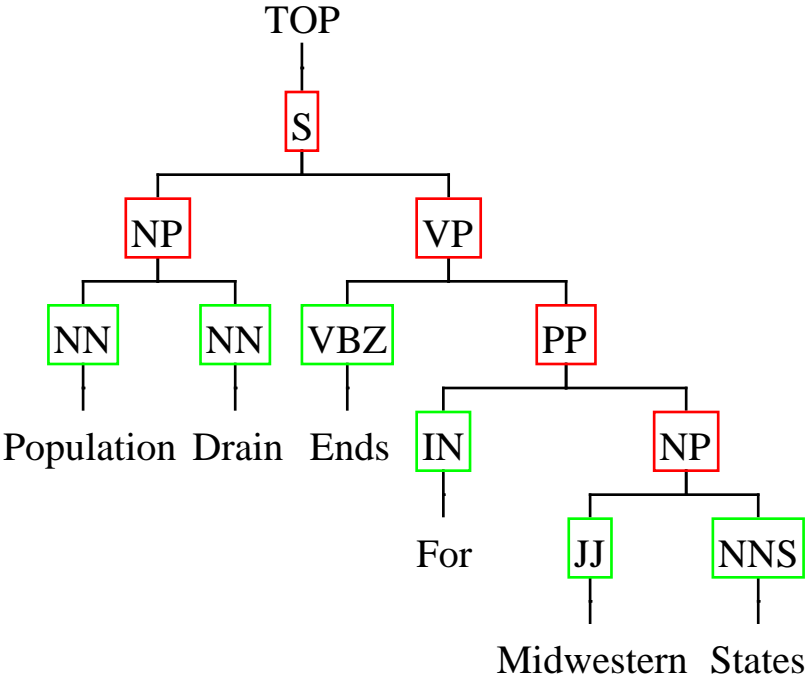 TOP
S
NP VP
NN NN VBZ PP
Population Drain Ends IN NP
For JJ NNS
Midwestern States